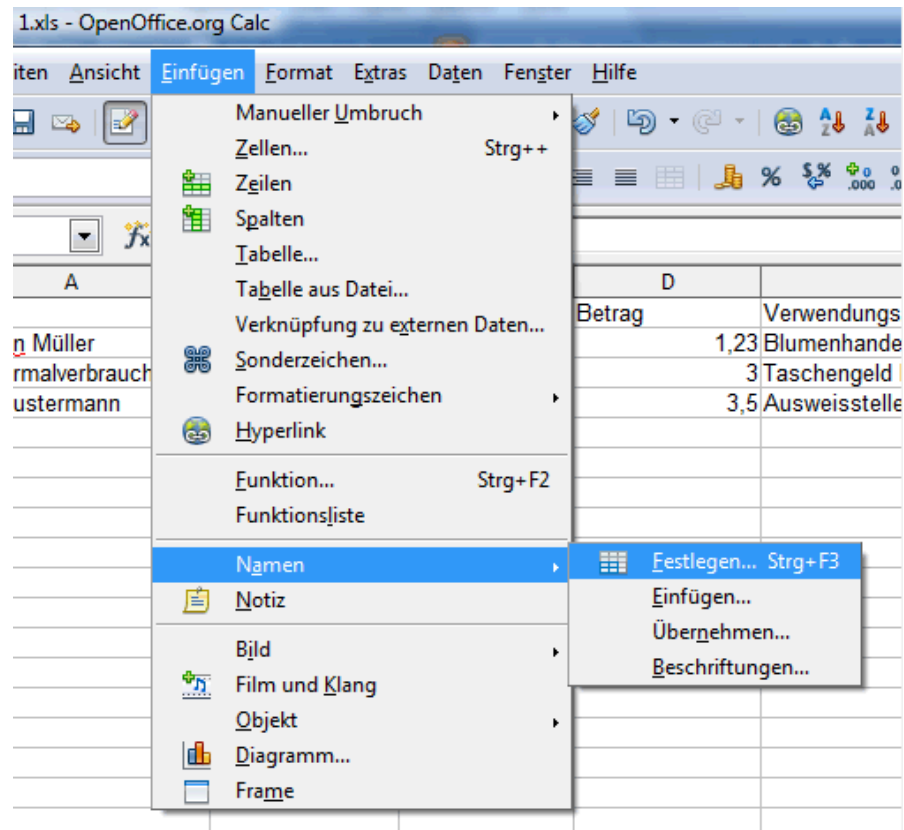 1.xls - OpenOffice.org Calc
iten Ansicht Einfügen Format Extras Daten Fenster Hilfe
Manueller Umbruch
Zellen... Strg++
Zeilen
Spalten
Tabelle...
Tabelle aus Datei...
Verknüpfung zu externen Daten...
Sonderzeichen...
Formatierungszeichen
Hyperlink
Funktion... Strg+F2
Funktionsliste
Namen
Notiz
Bild
Film und Klang
Objekt
Diagramm...
Frame
Festlegen... Strg+F3
Einfügen...
Übernehmen...
Beschriftungen...
A D
Betrag Verwendungs
n Müller 1,23 Blumenhande
rmalverbrauch 3 Taschengeld
ustermann 3,5 Ausweisstelle